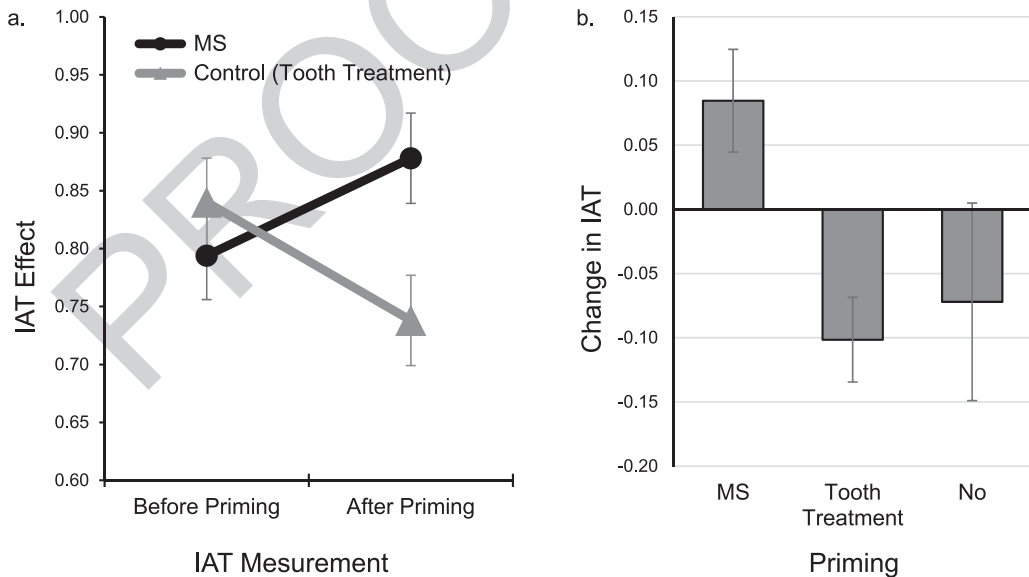 a.
1.00
0.95
0.90
0.85
0.80
0.75
0.70
0.65
0.60
IAT Effect
MS
Control (Tooth Treatment)
Before Priming
After Priming
IAT Mesurement
PROO
b.
0.15
0.10
0.05
0.00
-0.05
-0.10
-0.15
-0.20
Change in IAT
MS
Tooth
Treatment
No
Priming